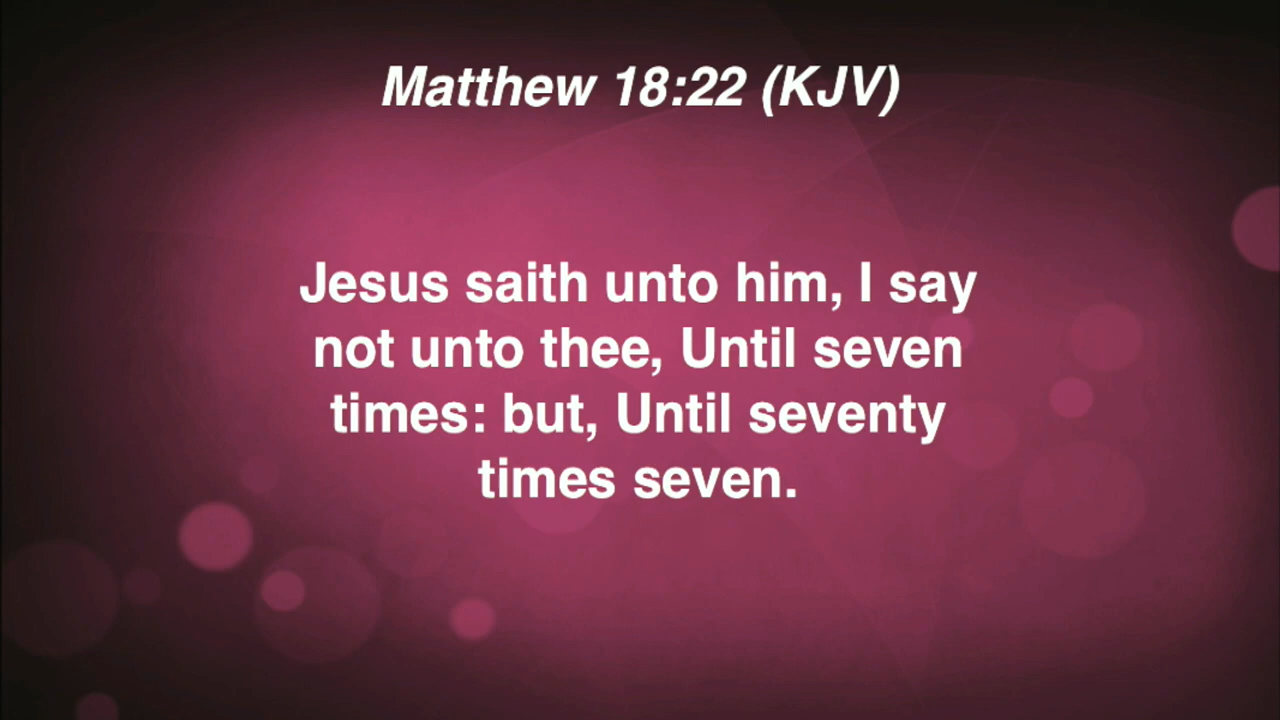 Matthew 18:22 (KJV)
Jesus saith unto him, I say
not unto thee, Until seven
times: but, Until seventy
times seven.